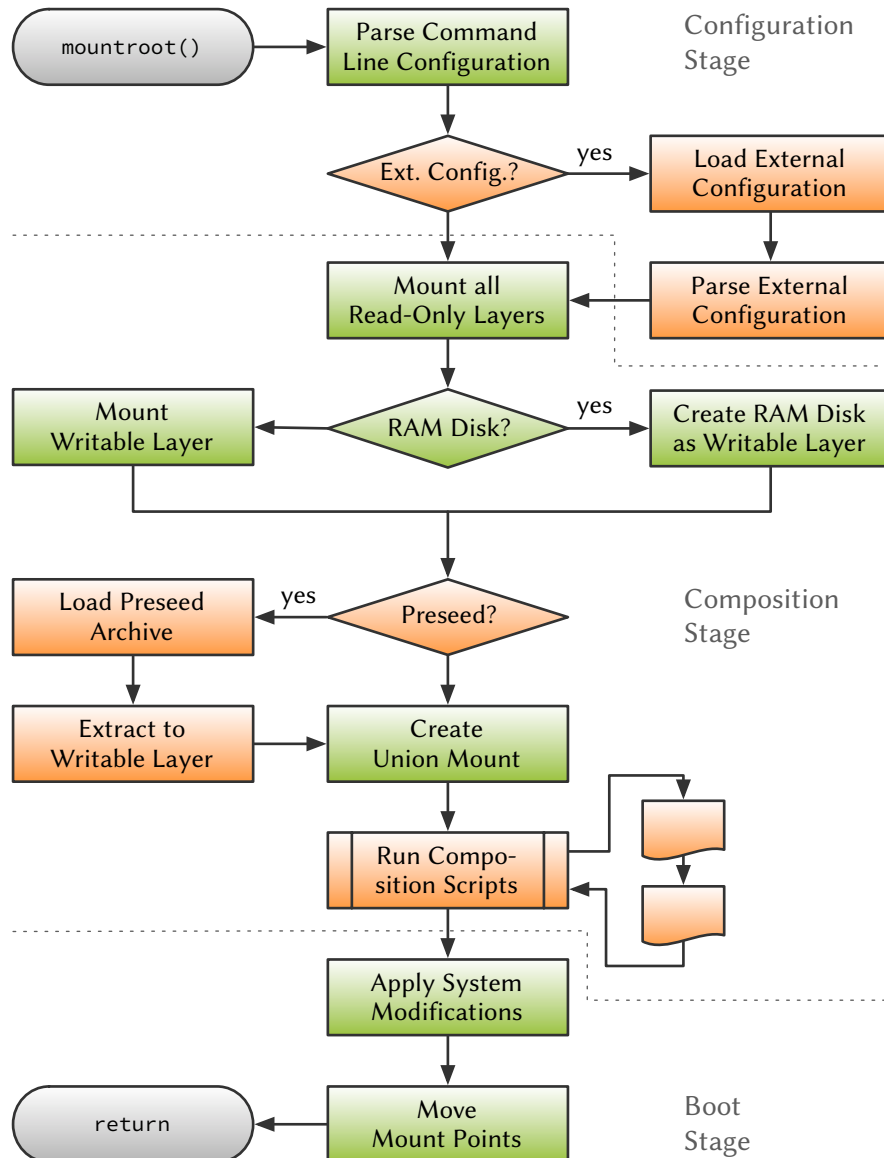 mountroot()
Parse Command
Line Configuration
Configuration
Stage
Ext. Config.?
yes
Load External
Configuration
Mount all
Read-Only Layers
Parse External
Configuration
Mount
Writable Layer
RAM Disk?
yes
Create RAM Disk
as Writable Layer
Load Preseed
Archive
yes
Preseed?
Composition
Stage
Extract to
Writable Layer
Create
Union Mount
Run Compo-
sition Scripts
Apply System
Modifications
return
Move
Mount Points
Boot
Stage